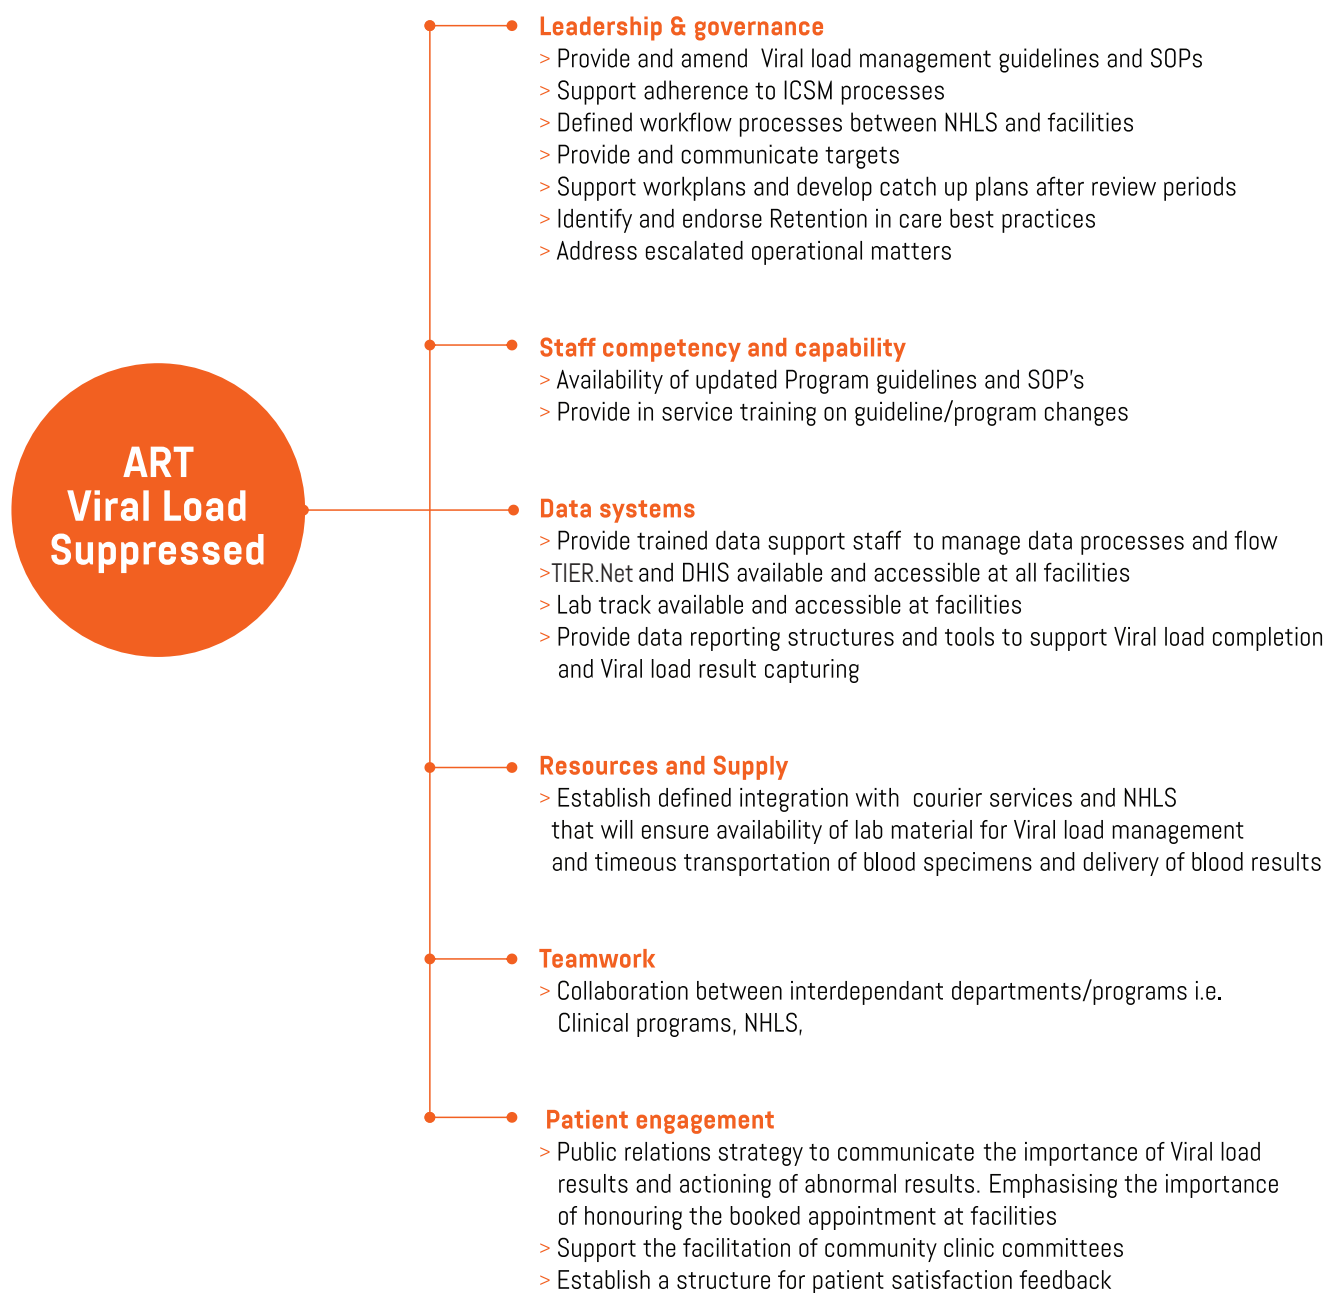 ART
Viral Load
Suppressed
Leadership & governance
> Provide and amend Viral load management guidelines and SOPs
> Support adherence to ICSM processes
> Defined workflow processes between NHLS and facilities
> Provide and communicate targets
> Support workplans and develop catch up plans after review periods
> Identify and endorse Retention in care best practices
> Address escalated operational matters
Staff competency and capability
> Availability of updated Program guidelines and SOP's
> Provide in service training on guideline/program changes
Data systems
> Provide trained data support staff to manage data processes and flow
>TIER.Net and DHIS available and accessible at all facilities
> Lab track available and accessible at facilities
> Provide data reporting structures and tools to support Viral load completion
and Viral load result capturing
Resources and Supply
> Establish defined integration with courier services and NHLS
that will ensure availability of lab material for Viral load management
and timeous transportation of blood specimens and delivery of blood results
Teamwork
> Collaboration between interdependant departments/programs i.e.
Clinical programs, NHLS,
Patient engagement
> Public relations strategy to communicate the importance of Viral load
results and actioning of abnormal results. Emphasising the importance
of honouring the booked appointment at facilities
> Support the facilitation of community clinic committees
> Establish a structure for patient satisfaction feedback